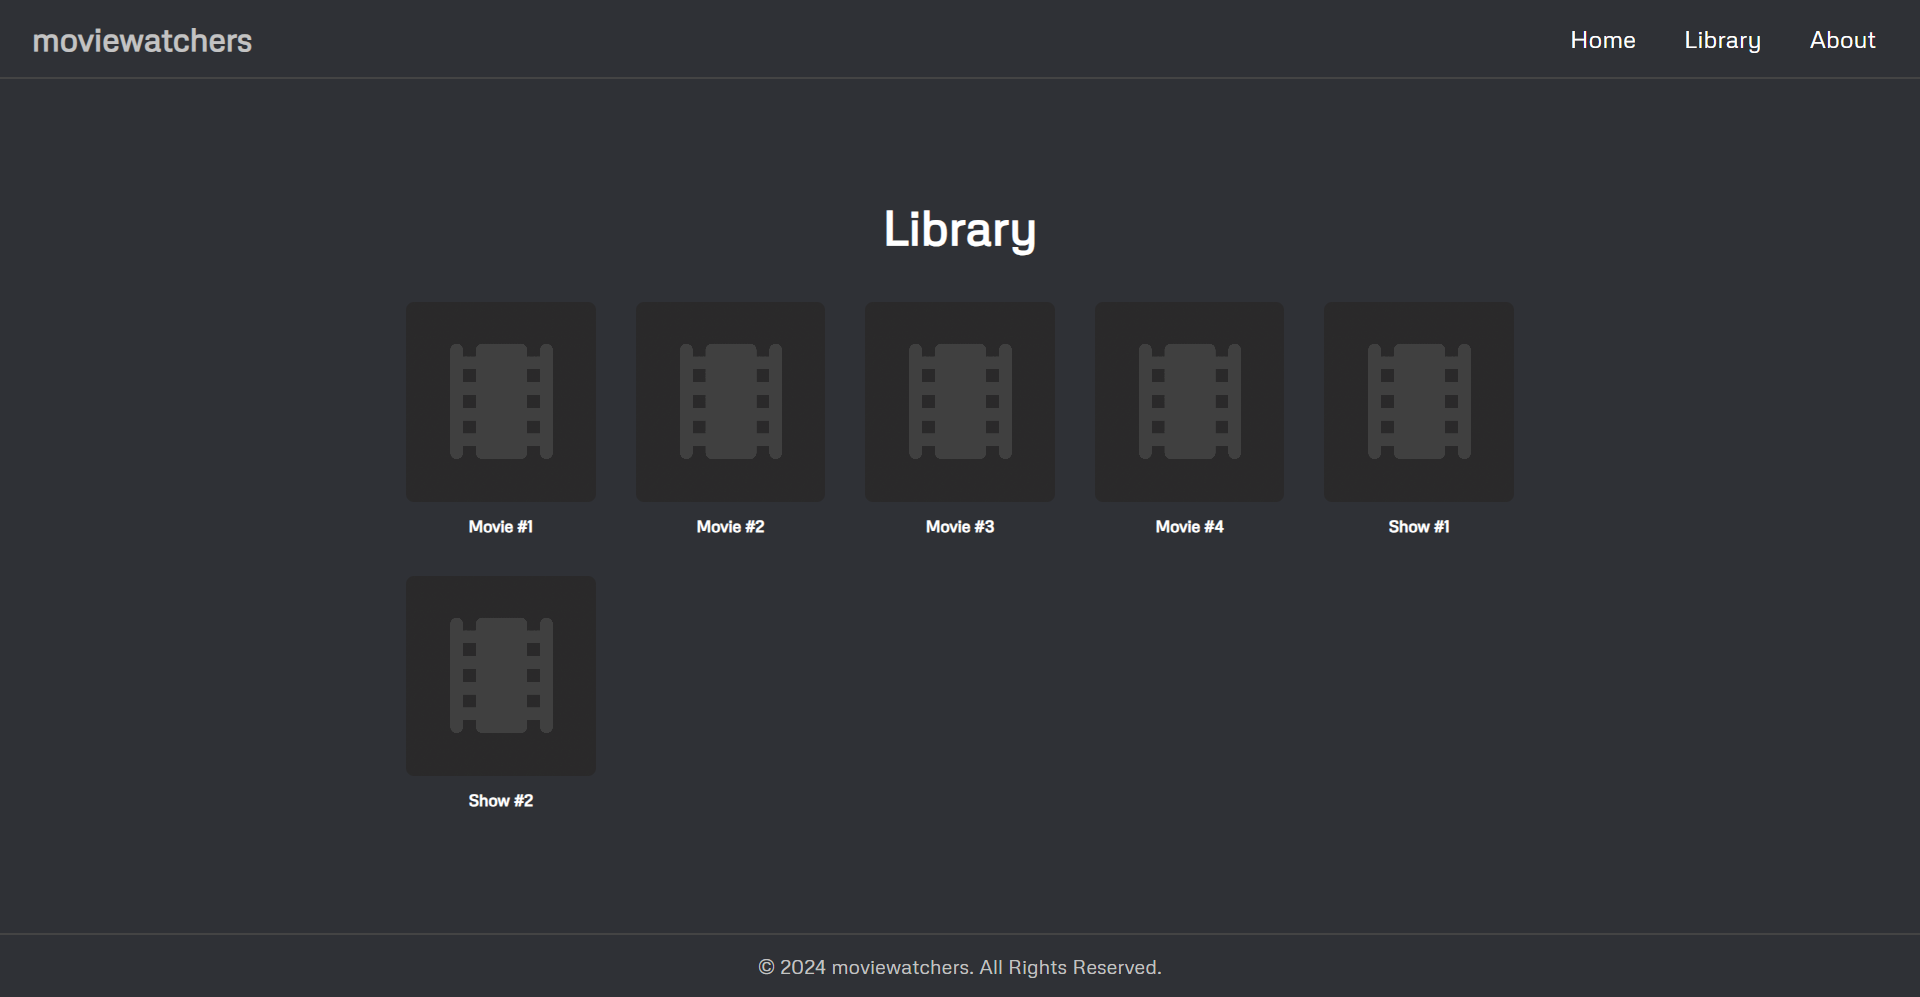 moviewatchers
Home Library About
Library
Movie #1 Movie #2 Movie #3 Movie #4 Show #1
Show #2
© 2024 moviewatchers. All Rights Reserved.